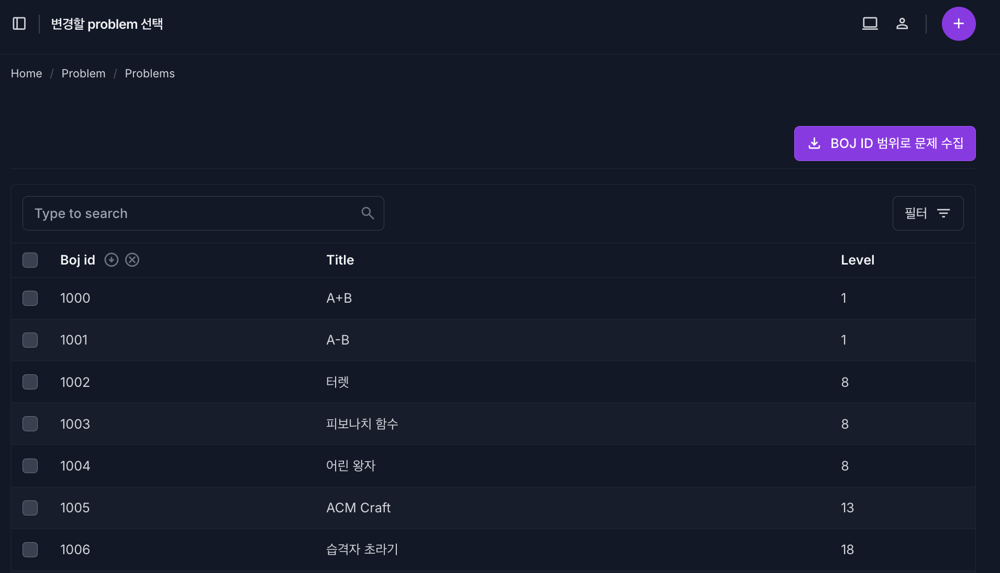 변경할 problem 선택
Home / Problem / Problems
BOJ ID 범위로 문제 수집
Type to search
필터
Boj id Title Level
1000 A+B 1
1001 A-B 1
1002 터렛 8
1003 피보나치 함수 8
1004 어린 왕자 8
1005 ACM Craft 13
1006 습격자 초라기 18